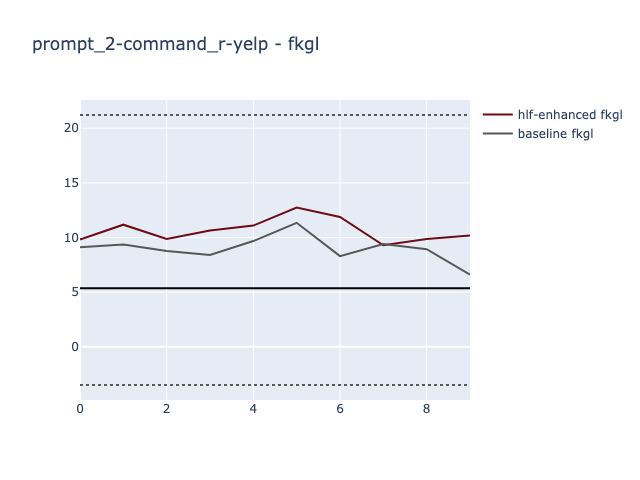 prompt_2-command_r-yelp - fkgl
hlf-enhanced fkgl
baseline fkgl
20
15
10
5
0
0 2 4 6 8